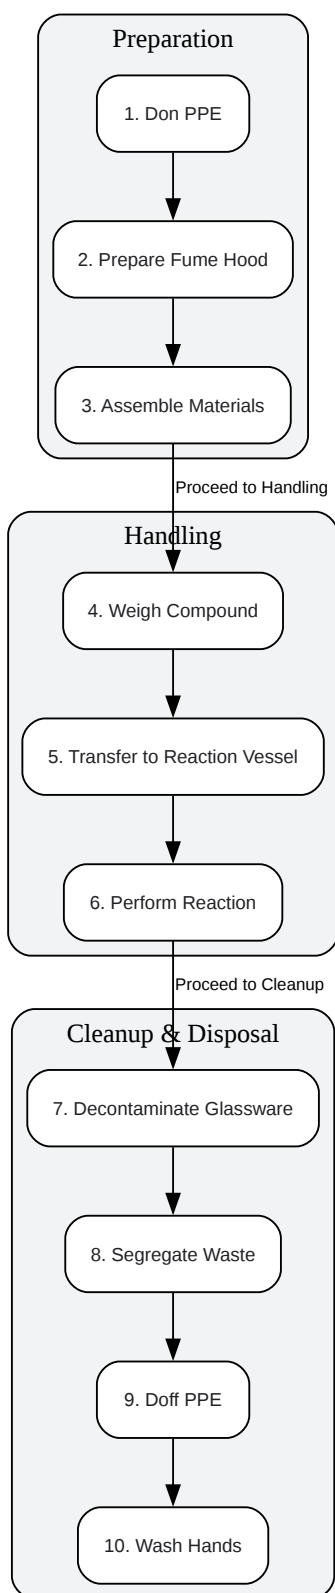 Preparation
1. Don PPE
2. Prepare Fume Hood
3. Assemble Materials
Proceed to Handling
Handling
4. Weigh Compound
5. Transfer to Reaction Vessel
6. Perform Reaction
Proceed to Cleanup
Cleanup & Disposal
7. Decontaminate Glassware
8. Segregate Waste
9. Doff PPE
10. Wash Hands